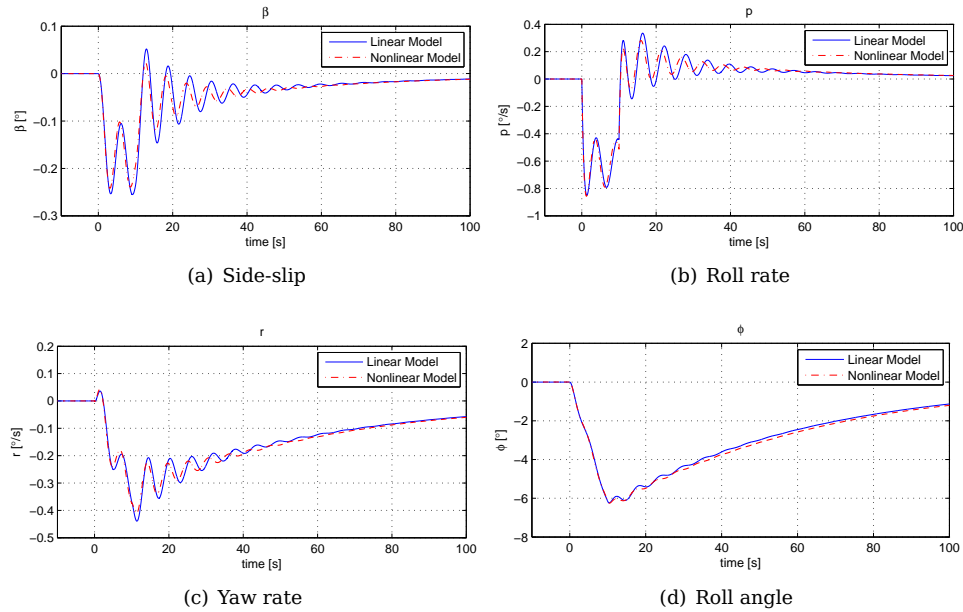 β
0.1
0
−0.1
−0.2
−0.3
β [°]
−20 0 20 40 60 80 100
time [s]
Linear Model
Nonlinear Model
(a) Side-slip
p
0.4
0.2
0
−0.2
−0.4
−0.6
−0.8
−1
p [°/s]
0 20 40 60 80 100
time [s]
Linear Model
Nonlinear Model
(b) Roll rate
r
0.2
0.1
0
−0.1
−0.2
−0.3
−0.4
−0.5
r [°/s]
0 20 40 60 80 100
time [s]
Linear Model
Nonlinear Model
(c) Yaw rate
ϕ
2
0
−2
−4
−6
−8
ϕ [°]
0 20 40 60 80 100
time [s]
Linear Model
Nonlinear Model
(d) Roll angle